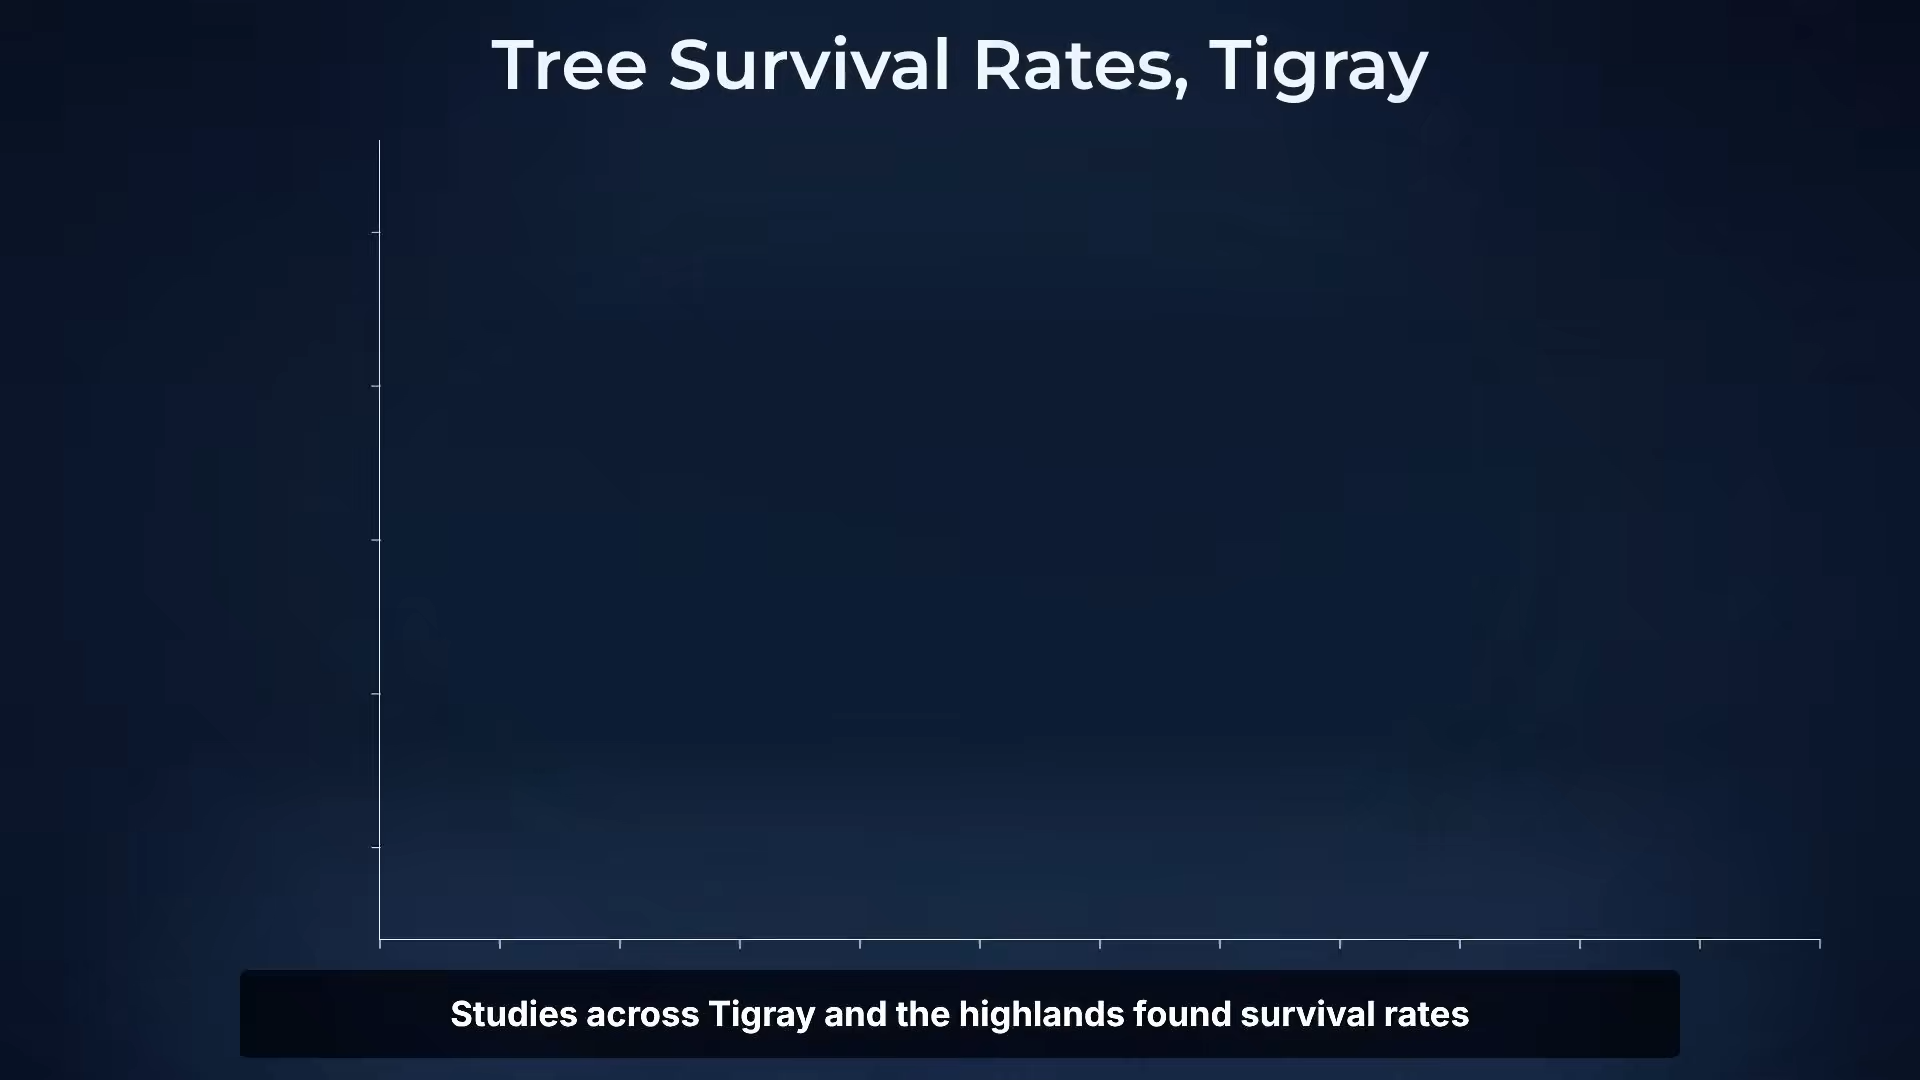 Tree Survival Rates, Tigray
Studies across Tigray and the highlands found survival rates